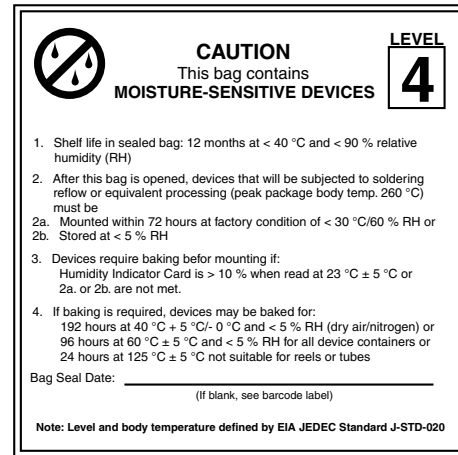 CAUTION
This bag contains
MOISTURE-SENSITIVE DEVICES
LEVEL
4
1. Shelf life in sealed bag: 12 months at < 40 °C and < 90 % relative
humidity (RH)
2. After this bag is opened, devices that will be subjected to soldering
reflow or equivalent processing (peak package body temp. 260 °C)
must be
2a. Mounted within 72 hours at factory condition of < 30 °C/60 % RH or
2b. Stored at < 5 % RH
3. Devices require baking befor mounting if:
Humidity Indicator Card is > 10 % when read at 23 °C ± 5 °C or
2a. or 2b. are not met.
4. If baking is required, devices may be baked for:
192 hours at 40 °C + 5 °C/- 0 °C and < 5 % RH (dry air/nitrogen) or
96 hours at 60 °C ± 5 °C and < 5 % RH for all device containers or
24 hours at 125 °C ± 5 °C not suitable for reels or tubes
Bag Seal Date:
(If blank, see barcode label)
Note: Level and body temperature defined by EIA JEDEC Standard J-STD-020